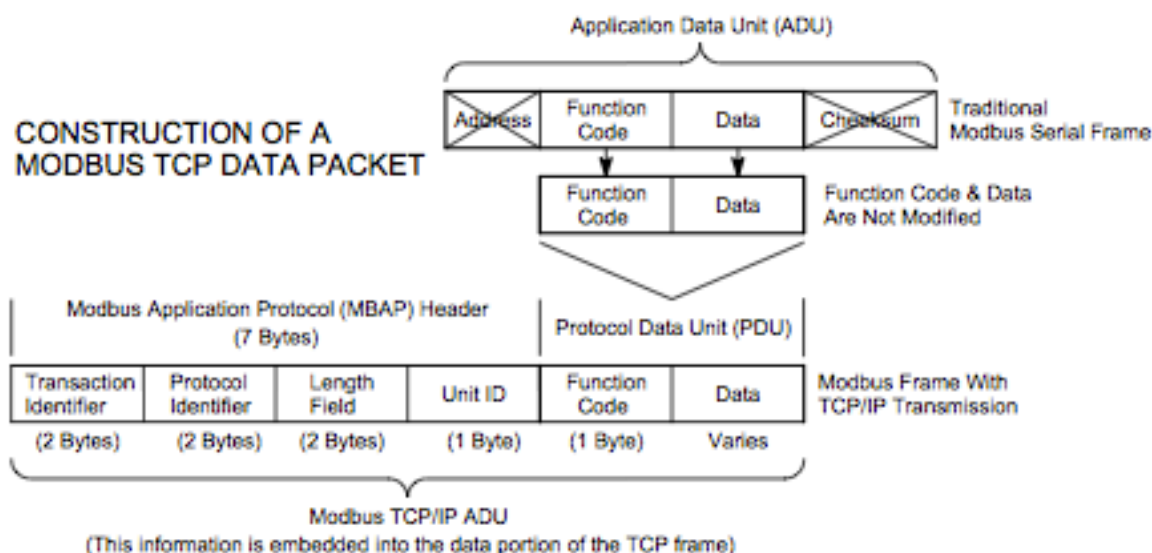 Application Data Unit (ADU)
Address
Function
Code
Data
Checksum
Traditional
Modbus Serial Frame
CONSTRUCTION OF A
MODBUS TCP DATA PACKET
Function
Code
Data
Function Code & Data
Are Not Modified
Modbus Application Protocol (MBAP) Header
(7 Bytes)
Protocol Data Unit (PDU)
Transaction
Identifier
Protocol
Identifier
Length
Field
Unit ID
Function
Code
Data
Modbus Frame With
TCP/IP Transmission
(2 Bytes)
(2 Bytes)
(2 Bytes)
(1 Byte)
(1 Byte)
Varies
Modbus TCP/IP ADU
(This information is embedded into the data portion of the TCP frame)